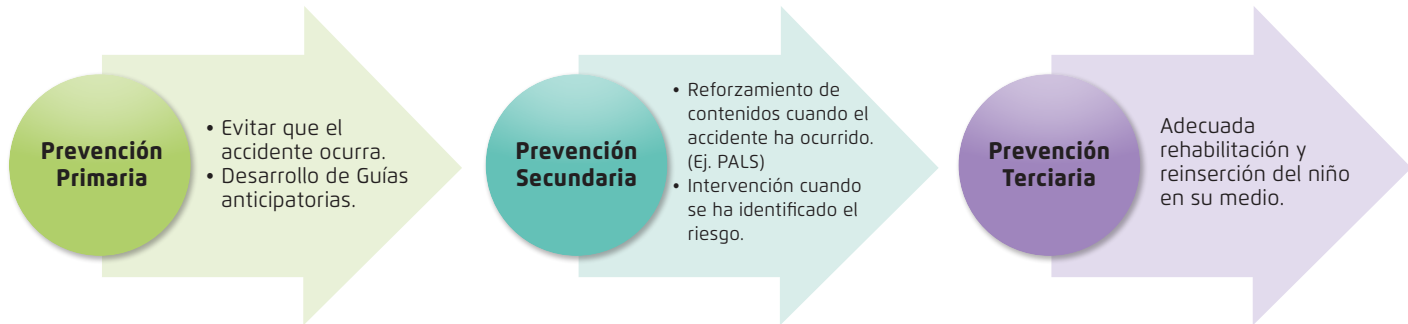 Prevención
Primaria
• Evitar que el
accidente ocurra.
• Desarrollo de Guías
anticipatorias.
Prevención
Secundaria
• Reforzamiento de
contenidos cuando el
accidente ha ocurrido.
(Ej. PALS)
• Intervención cuando
se ha identificado el
riesgo.
Prevención
Terciaria
Adecuada
rehabilitación y
reinserción del niño
en su medio.